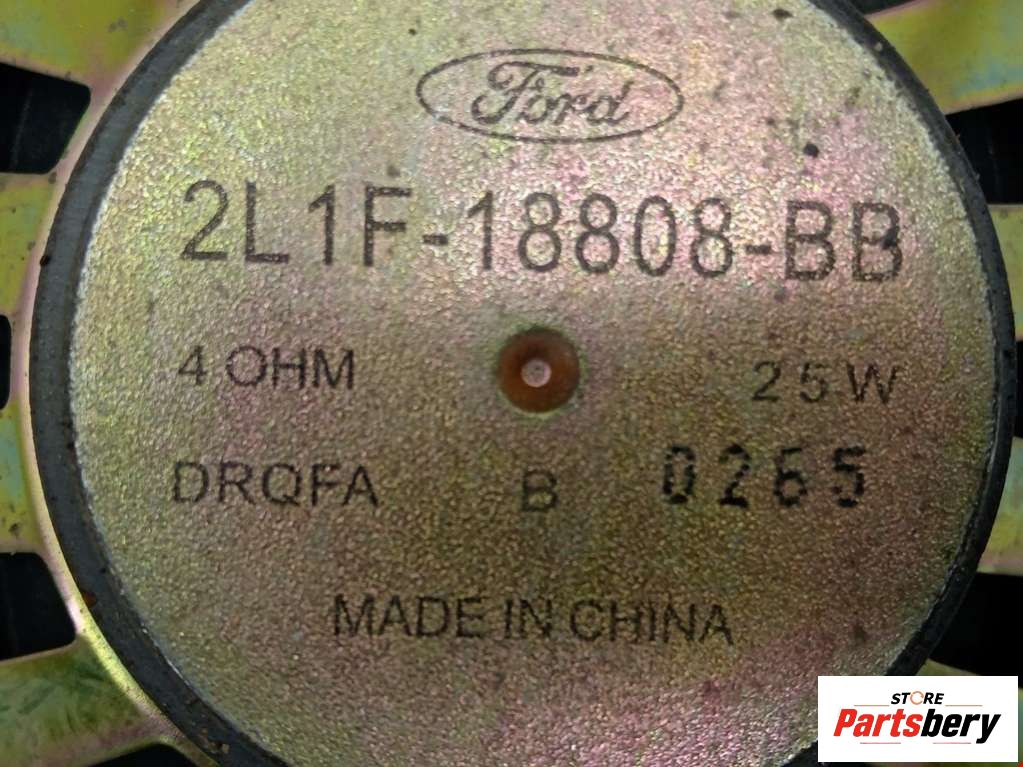 Ford
2L1F-18808-BB
4 OHM 25W
DRQFA B 0265
MADE IN CHINA
STORE
Partsbery